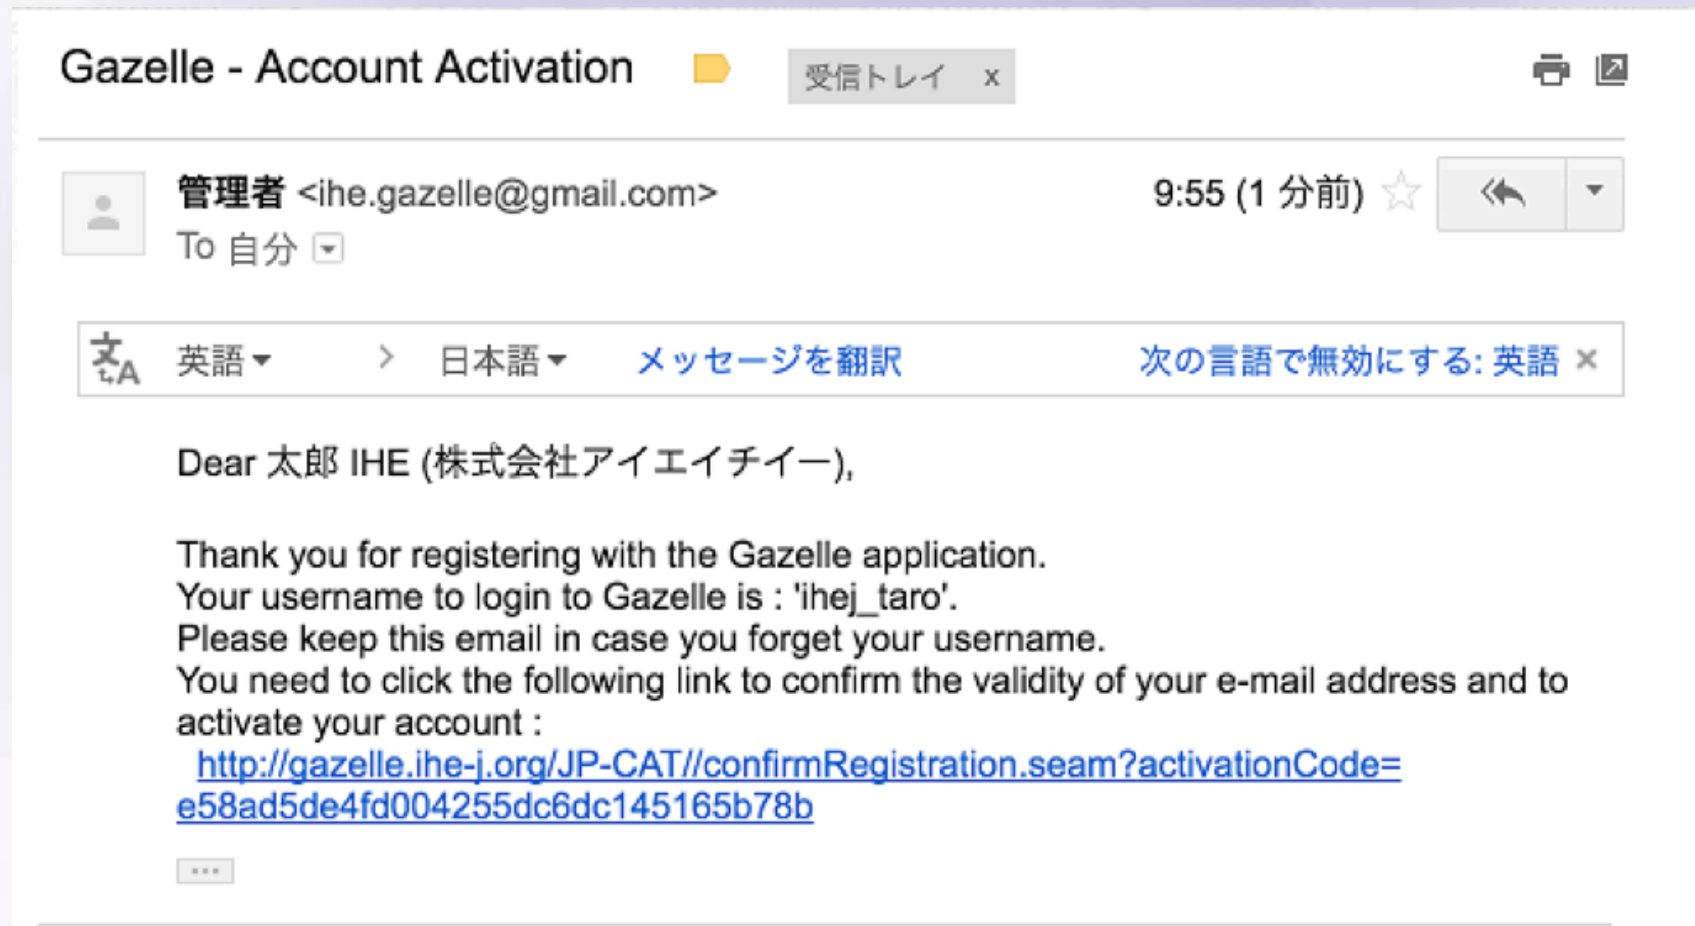 Gazelle - Account Activation 受信トレイ x
管理者 <ihe.gazelle@gmail.com> 9:55 (1 分前)
To 自分
文A 英語 > 日本語 メッセージを翻訳 次の言語で無効にする: 英語 ×
Dear 太郎 IHE (株式会社アイエイチイー),
Thank you for registering with the Gazelle application.
Your username to login to Gazelle is : 'ihej_taro'.
Please keep this email in case you forget your username.
You need to click the following link to confirm the validity of your e-mail address and to
activate your account :
http://gazelle.ihe-j.org/JP-CAT//confirmRegistration.seam?activationCode=
e58ad5de4fd004255dc6dc145165b78b
...